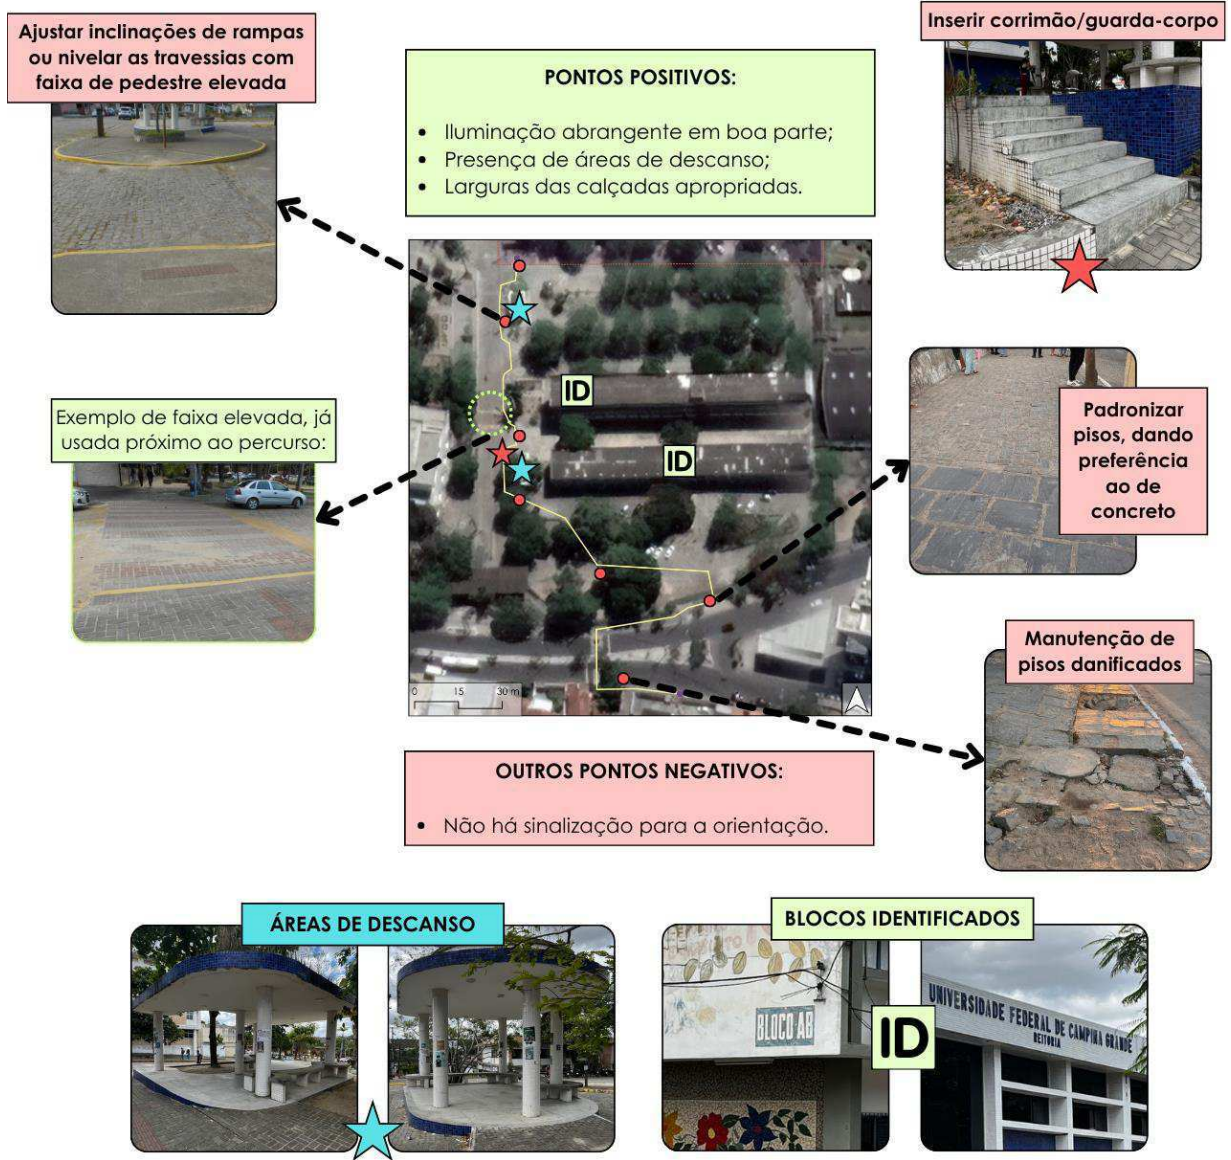 Ajustar inclinações de rampas
ou nivelar as travessias com
faixa de pedestre elevada
PONTOS POSITIVOS:
• Iluminação abrangente em boa parte;
• Presença de áreas de descanso;
• Larguras das calçadas apropriadas.
Inserir corrimão/guarda-corpo
Exemplo de faixa elevada, já
usada próximo ao percurso:
ID
ID
0 15 30 m
Padronizar
pisos, dando
preferência
ao de
concreto
Manutenção de
pisos danificados
OUTROS PONTOS NEGATIVOS:
• Não há sinalização para a orientação.
ÁREAS DE DESCANSO
BLOCOS IDENTIFICADOS
BLOCO AB
ID
UNIVERSIDADE FEDERAL DE CAMPINA GRANDE
REITORIA